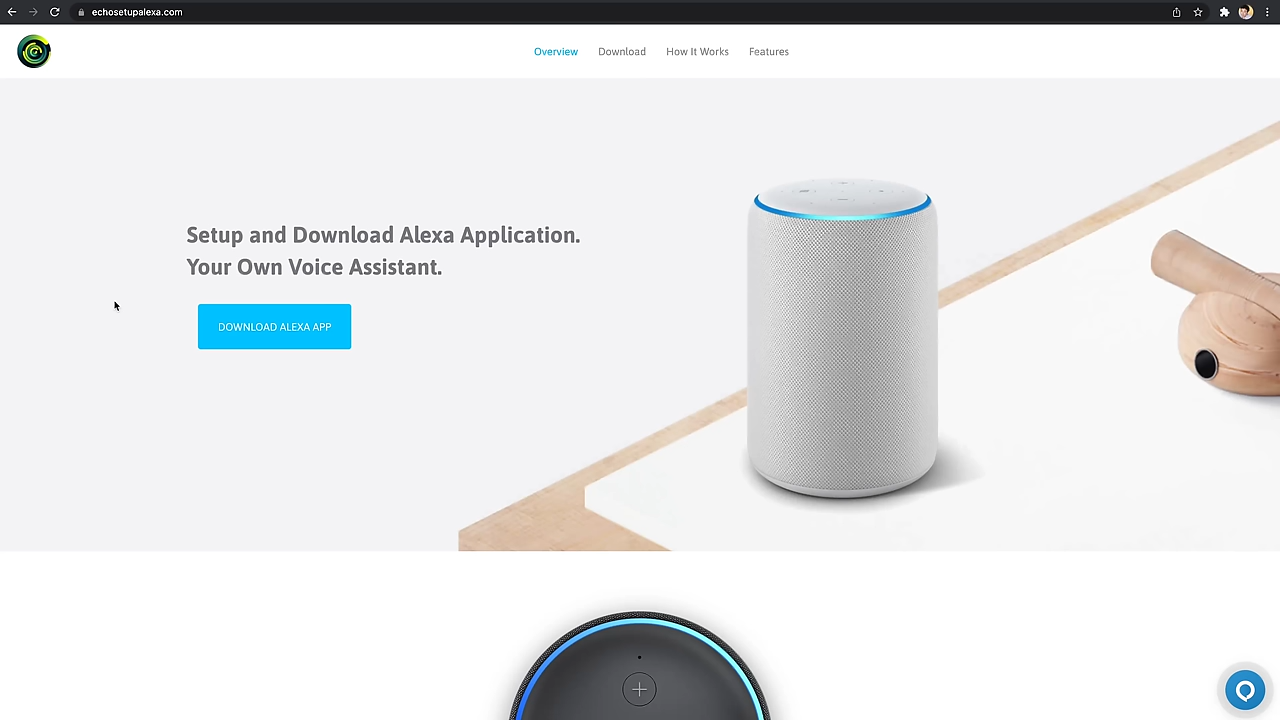 echosetupalexa.com
Overview Download How It Works Features
Setup and Download Alexa Application.
Your Own Voice Assistant.
DOWNLOAD ALEXA APP